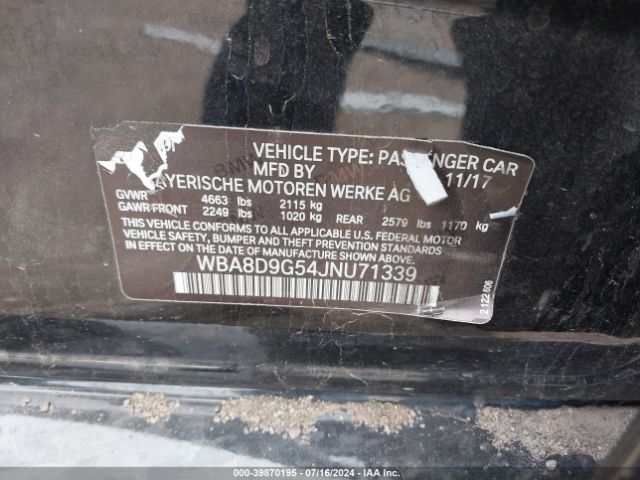 VEHICLE TYPE: PASSENGER CAR
MFD BY 11/17
AYERISCHE MOTOREN WERKE AG
GVWR 4663 lbs 2115 kg
GAWR FRONT 2249 lbs 1020 kg REAR 2579 lbs 1170 kg
THIS VEHICLE CONFORMS TO ALL APPLICABLE U.S. FEDERAL MOTOR
VEHICLE SAFETY, BUMPER AND THEFT PREVENTION STANDARDS
IN EFFECT ON THE DATE OF MANUFACTURE SHOWN ABOVE.
WBA8D9G54JNU71339
2122606
000-39870195 - 07/16/2024 - IAAI.COM